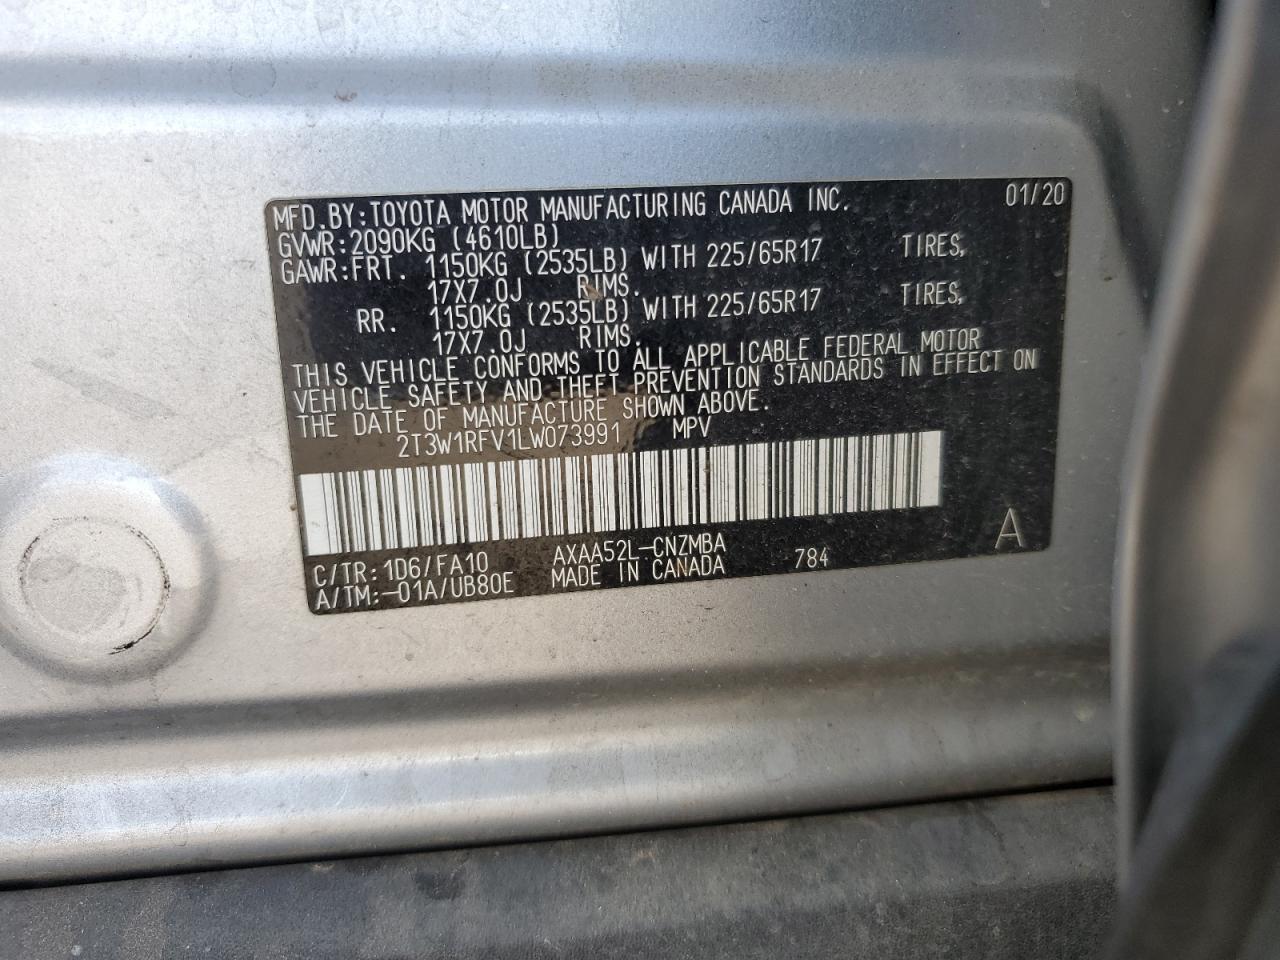 MFD.BY:TOYOTA MOTOR MANUFACTURING CANADA INC. 01/20
GVWR:2090KG (4610LB)
GAWR:FRT. 1150KG (2535LB) WITH 225/65R17 TIRES,
17X7.0J RIMS.
RR. 1150KG (2535LB) WITH 225/65R17 TIRES,
17X7.0J RIMS.
THIS VEHICLE CONFORMS TO ALL APPLICABLE FEDERAL MOTOR
VEHICLE SAFETY AND THEFT PREVENTION STANDARDS IN EFFECT ON
THE DATE OF MANUFACTURE SHOWN ABOVE.
2T3W1RFV1LW073991 MPV
C/TR:1D6/FA10 AXAA52L-CNZMBA 784 A
A/TM:-01A/UB80E MADE IN CANADA